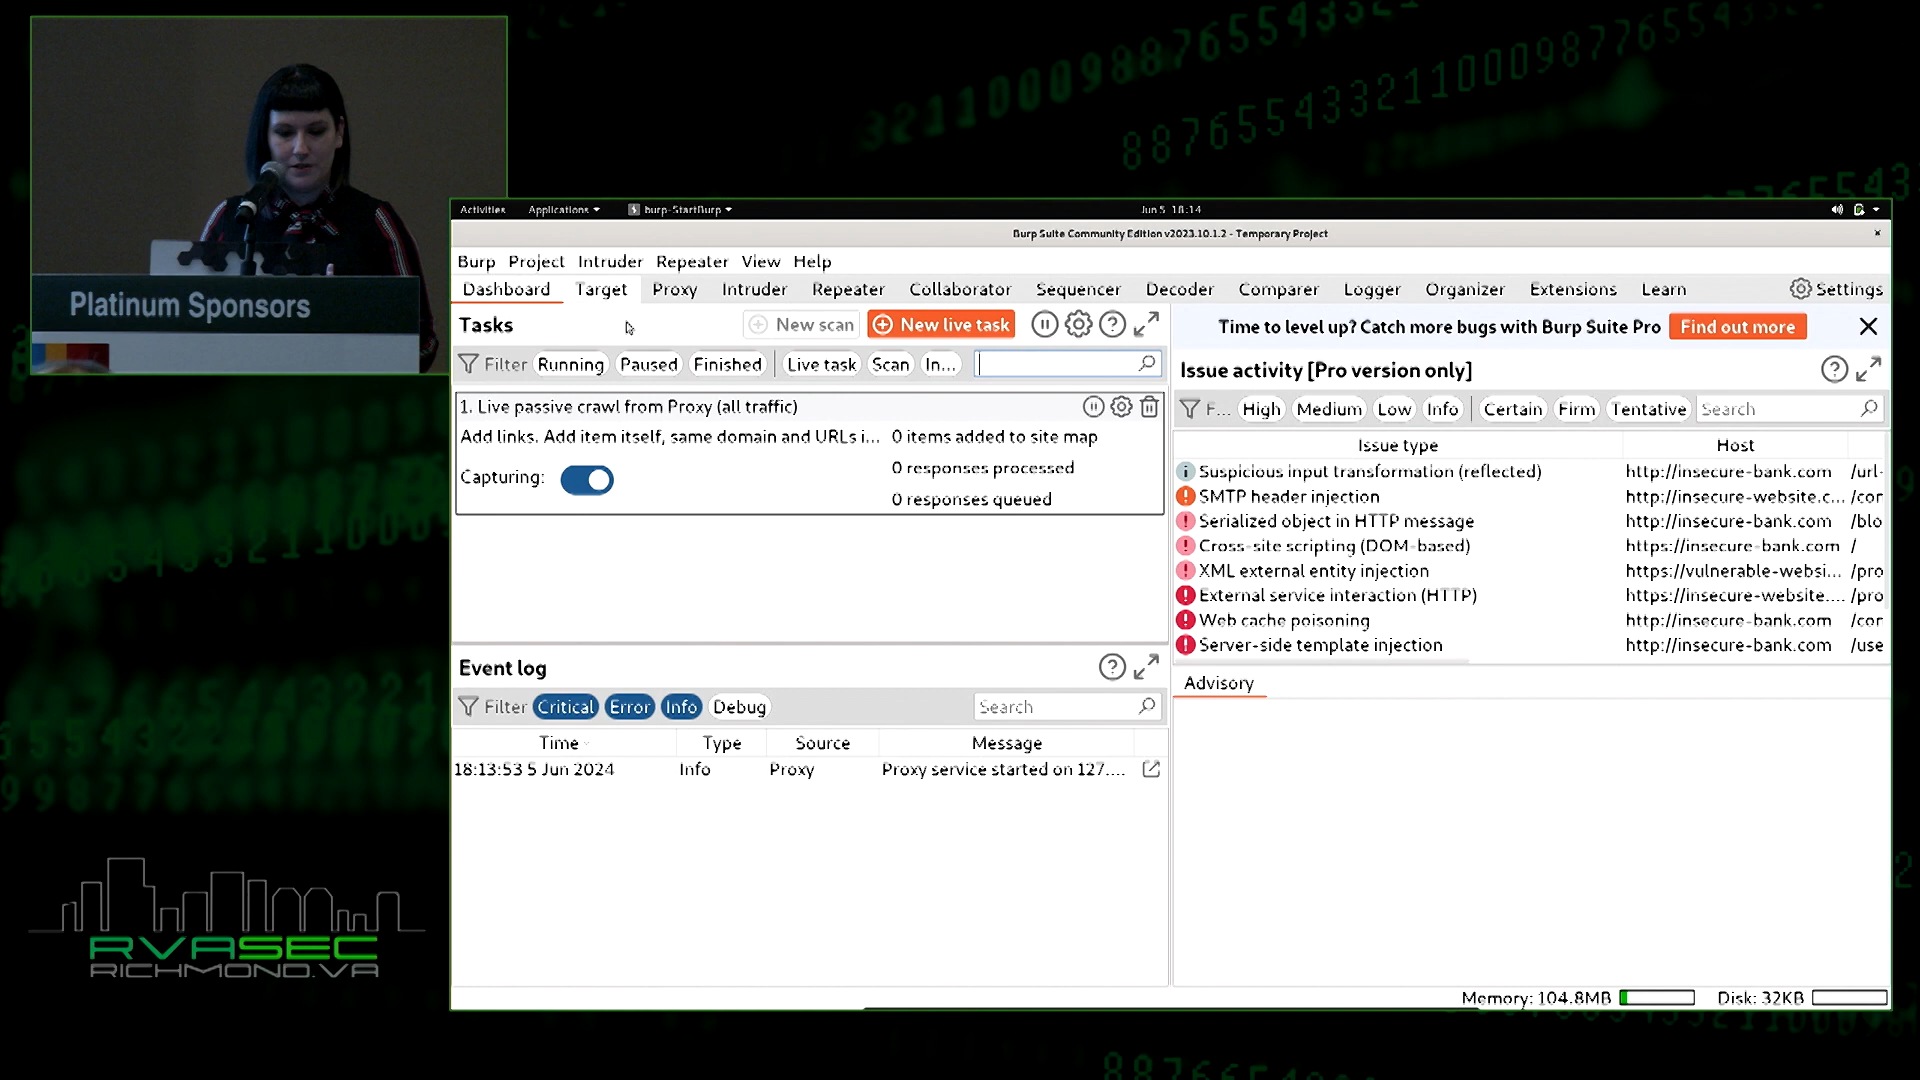 Platinum Sponsors
Activities Applications burp-StartBurp Jun 5 18:14
Burp Suite Community Edition v2023.10.1.2 - Temporary Project
Burp Project Intruder Repeater View Help
Dashboard Target Proxy Intruder Repeater Collaborator Sequencer Decoder Comparer Logger Organizer Extensions Learn Settings
Tasks New scan New live task
Filter Running Paused Finished Live task Scan In...
1. Live passive crawl from Proxy (all traffic)
Add links. Add item itself, same domain and URLs i... 0 items added to site map
Capturing: 0 responses processed
0 responses queued
Event log
Filter Critical Error Info Debug Search
Time Type Source Message
18:13:53 5 Jun 2024 Info Proxy Proxy service started on 127....
Time to level up? Catch more bugs with Burp Suite Pro Find out more
Issue activity [Pro version only]
F... High Medium Low Info Certain Firm Tentative Search
Issue type Host
Suspicious input transformation (reflected) http://insecure-bank.com /url-
SMTP header injection http://insecure-website.c... /cor
Serialized object in HTTP message http://insecure-bank.com /blo
Cross-site scripting (DOM-based) https://insecure-bank.com /
XML external entity injection https://vulnerable-websi... /pro
External service interaction (HTTP) https://insecure-website.... /pro
Web cache poisoning http://insecure-bank.com /cor
Server-side template injection http://insecure-bank.com /use
Advisory
Memory: 104.8MB Disk: 32KB
RVASEC
RICHMOND.VA